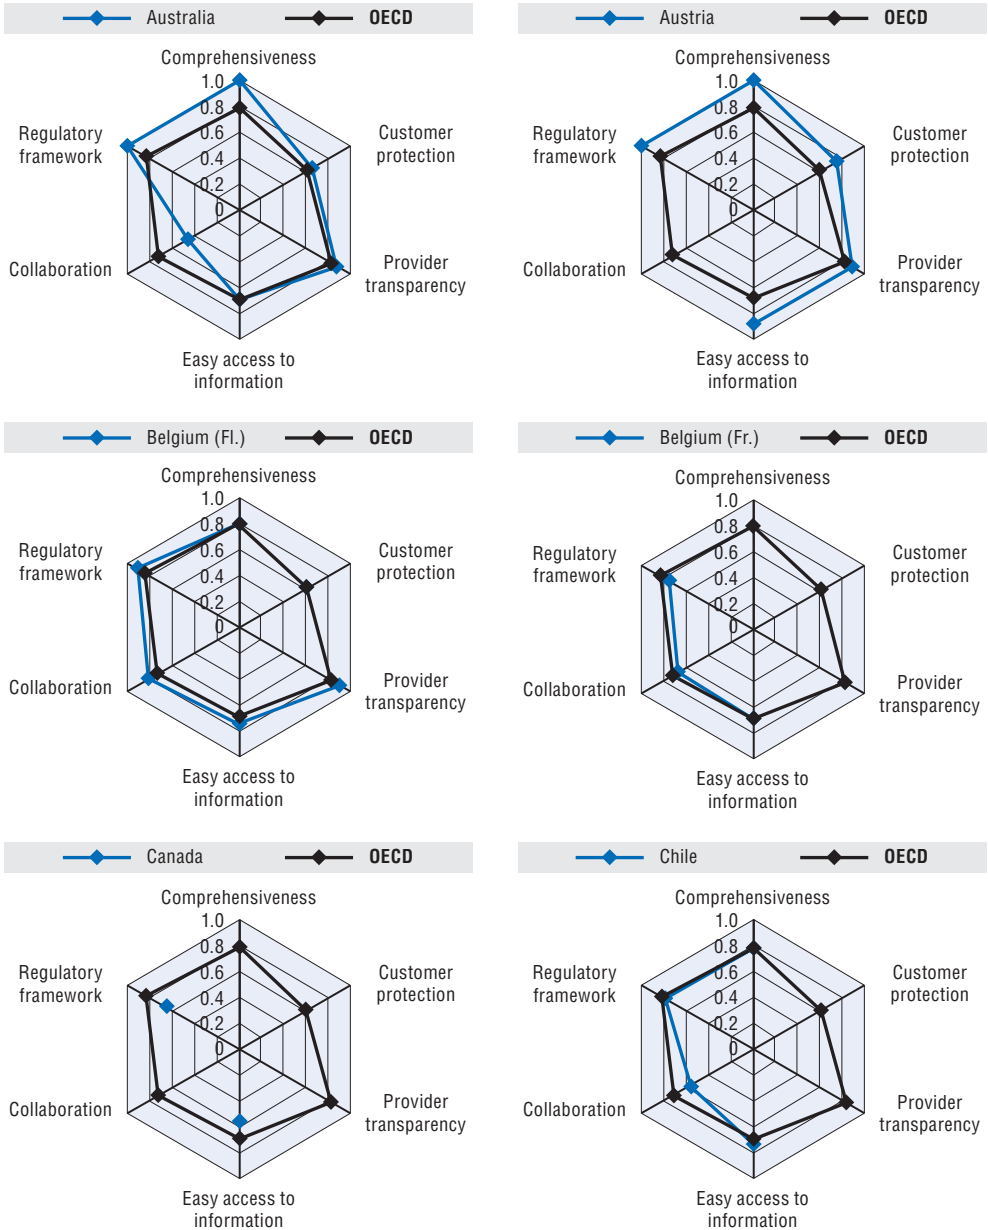 Australia OECD
Comprehensiveness
1.0
0.8
0.6
0.4
0.2
0
Customer
protection
Provider
transparency
Easy access to
information
Collaboration
Regulatory
framework
Austria OECD
Comprehensiveness
1.0
0.8
0.6
0.4
0.2
0
Customer
protection
Provider
transparency
Easy access to
information
Collaboration
Regulatory
framework
Belgium (Fl.) OECD
Comprehensiveness
1.0
0.8
0.6
0.4
0.2
0
Customer
protection
Provider
transparency
Easy access to
information
Collaboration
Regulatory
framework
Belgium (Fr.) OECD
Comprehensiveness
1.0
0.8
0.6
0.4
0.2
0
Customer
protection
Provider
transparency
Easy access to
information
Collaboration
Regulatory
framework
Canada OECD
Comprehensiveness
1.0
0.8
0.6
0.4
0.2
0
Customer
protection
Provider
transparency
Easy access to
information
Collaboration
Regulatory
framework
Chile OECD
Comprehensiveness
1.0
0.8
0.6
0.4
0.2
0
Customer
protection
Provider
transparency
Easy access to
information
Collaboration
Regulatory
framework